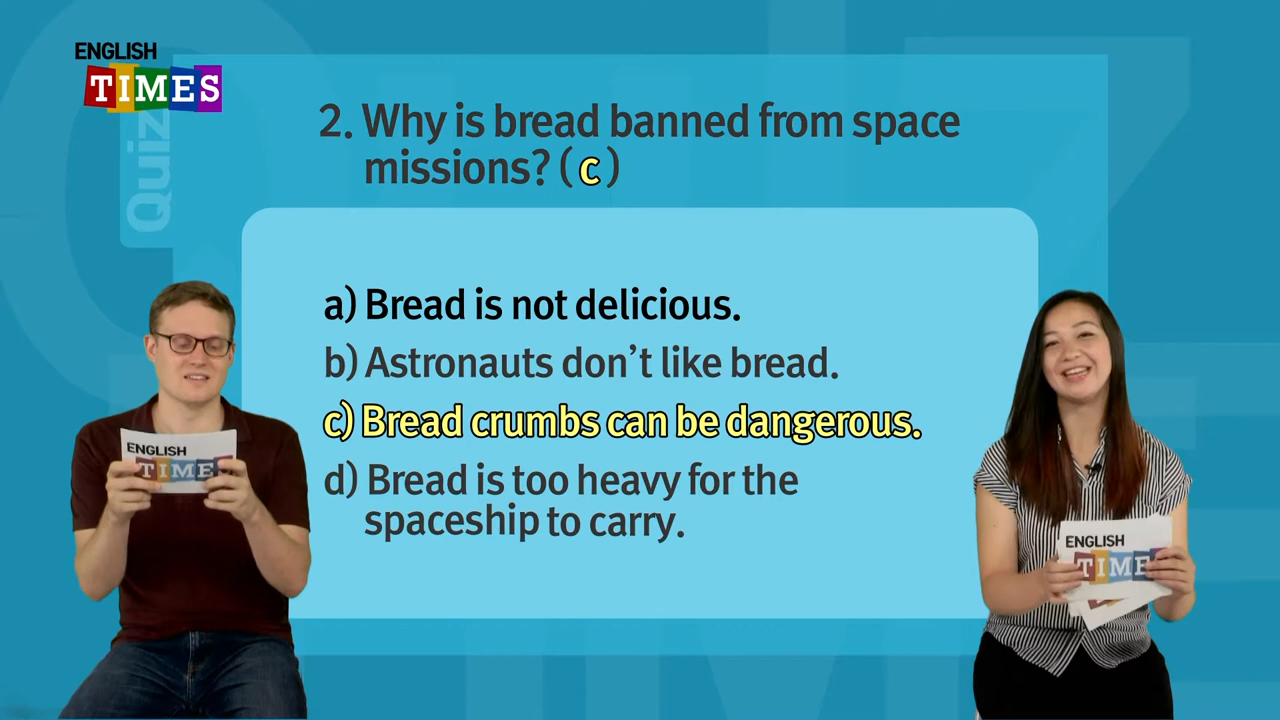 ENGLISH
TIMES
Quiz
2. Why is bread banned from space
missions? (c)
a) Bread is not delicious.
b) Astronauts don't like bread.
c) Bread crumbs can be dangerous.
d) Bread is too heavy for the
spaceship to carry.
ENGLISH
TIMES
ENGLISH
TIME